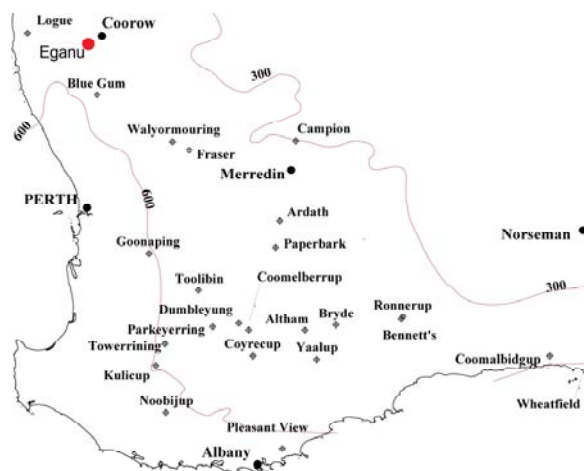 Logue
Coorow
Eganu
Blue Gum
300
600
Walyormouring
Campion
Fraser
Merredin
PERTH
600
Ardath
Norseman
Goonaping
Paperbark
Toolibin
Coomelberrup
300
Dumbleyung
Altham
Bryde
Ronnerup
Parkeyerring
Bennett's
Towerrining
Coyrecup
Yaalup
Coomalbidgup
Kulicup
Wheatfield
Noobijup
Pleasant View
Albany